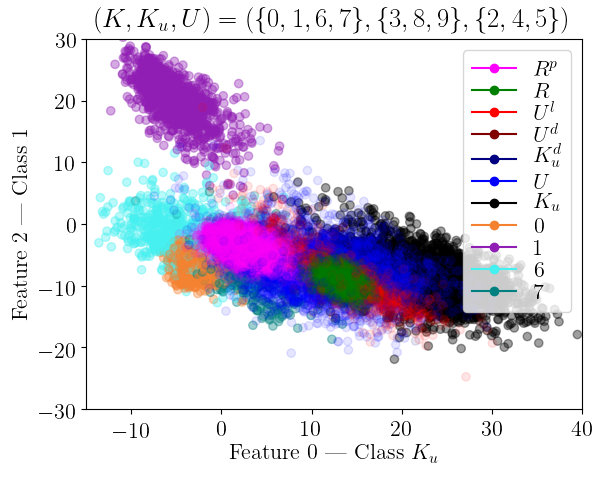 (K, K_u, U) = ({0, 1, 6, 7}, {3, 8, 9}, {2, 4, 5})
30
20
10
0
−10
−20
−30
−10 0 10 20 30 40
Feature 2 — Class 1
Feature 0 — Class K_u
R^p
R
U^l
U^d
K_u^d
U
K_u
0
1
6
7